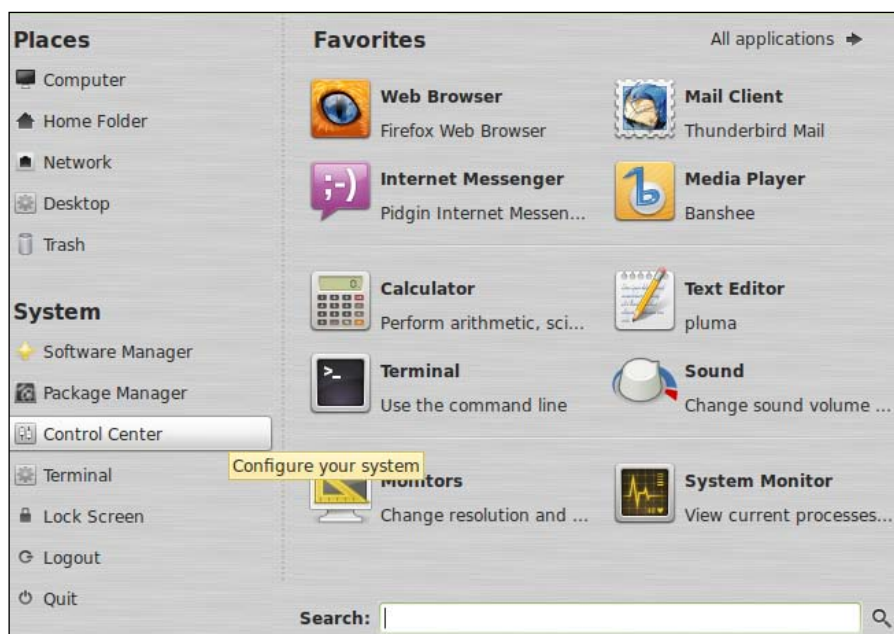 Places
Computer
Home Folder
Network
Desktop
Trash
System
Software Manager
Package Manager
Control Center
Configure your system
Terminal
Lock Screen
Logout
Quit
Favorites
All applications
Web Browser
Firefox Web Browser
Mail Client
Thunderbird Mail
Internet Messenger
Pidgin Internet Messen...
Media Player
Banshee
Calculator
Perform arithmetic, sci...
Text Editor
pluma
Terminal
Use the command line
Sound
Change sound volume ...
Monitors
Change resolution and ...
System Monitor
View current processes...
Search: